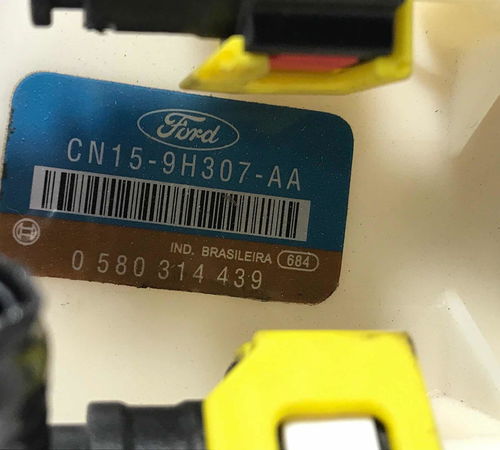 Ford
CN15-9H307-AA
IND. BRASILEIRA 684
0 580 314 439